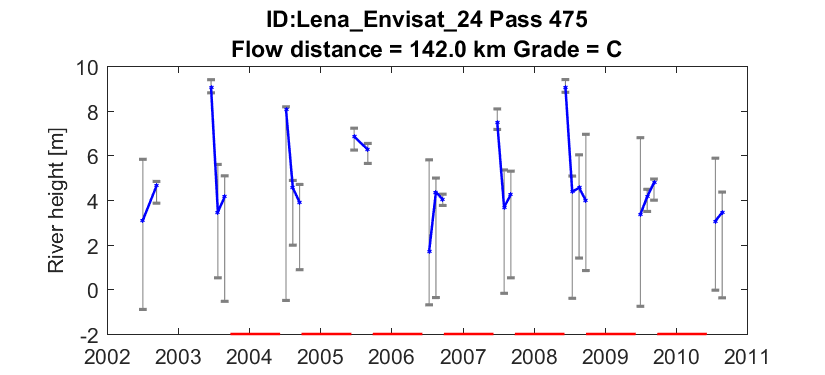 ID:Lena_Envisat_24 Pass 475
Flow distance = 142.0 km Grade = C
River height [m]
10
8
6
4
2
0
-2
2002 2003 2004 2005 2006 2007 2008 2009 2010 2011